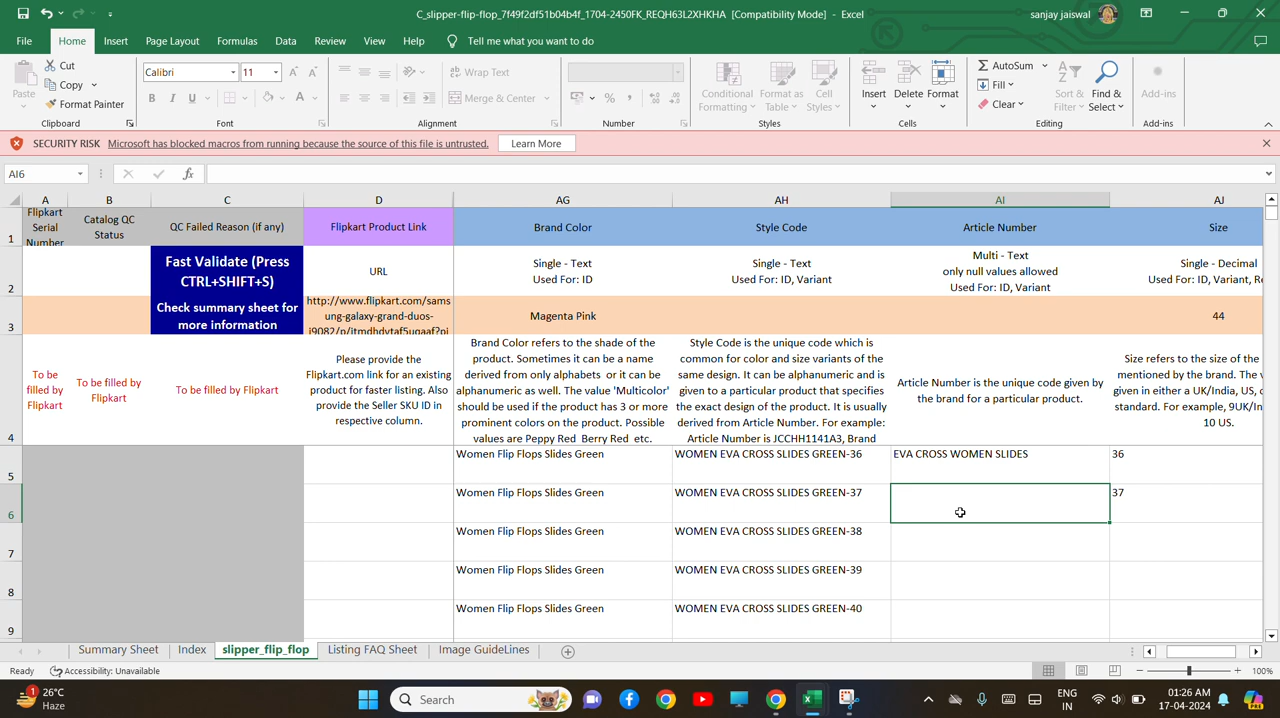 C_slipper-flip-flop_7f49f2df51b04b4f_1704-2450FK_REQH63L2XHKHA [Compatibility Mode] - Excel
sanjay jaiswal
File Home Insert Page Layout Formulas Data Review View Help Tell me what you want to do
Cut
Copy
Format Painter
Paste
Clipboard
Calibri 11
B I U A
Font
Wrap Text
Merge & Center
Alignment
Number
Conditional Formatting
Format as Table
Cell Styles
Styles
Insert Delete Format
Cells
AutoSum
Fill
Clear
Sort & Filter
Find & Select
Editing
Add-ins
Add-ins
SECURITY RISK Microsoft has blocked macros from running because the source of this file is untrusted. Learn More
AI6 fx
A B C D AG AH AI AJ
1
Flipkart
Serial
Number
Catalog QC
Status
QC Failed Reason (if any)
Flipkart Product Link
Brand Color
Style Code
Article Number
Size
2
Fast Validate (Press
CTRL+SHIFT+S)
URL
Single - Text
Used For: ID
Single - Text
Used For: ID, Variant
Multi - Text
only null values allowed
Used For: ID, Variant
Single - Decimal
Used For: ID, Variant,
3
Check summary sheet for
more information
http://www.flipkart.com/sams
ung-galaxy-grand-duos-
i9082/p/itmdhdytaf5uqaaf?pi
Magenta Pink
44
4
To be
filled by
Flipkart
To be filled by
Flipkart
To be filled by Flipkart
Please provide the
Flipkart.com link for an existing
product for faster listing. Also
provide the Seller SKU ID in
respective column.
Brand Color refers to the shade of the
product. Sometimes it can be a name
derived from only alphabets or it can be
alphanumeric as well. The value 'Multicolor'
should be used if the product has 3 or more
prominent colors on the product. Possible
values are Peppy Red Berry Red etc.
Style Code is the unique code which is
common for color and size variants of the
same design. It can be alphanumeric and is
given to a particular product that specifies
the exact design of the product. It is usually
derived from Article Number. For example:
Article Number is JCCHH1141A3, Brand
Article Number is the unique code given by
the brand for a particular product.
Size refers to the size of the
mentioned by the brand. The
given in either a UK/India, US,
standard. For example, 9UK/In
10 US.
5 Women Flip Flops Slides Green WOMEN EVA CROSS SLIDES GREEN-36 EVA CROSS WOMEN SLIDES 36
6 Women Flip Flops Slides Green WOMEN EVA CROSS SLIDES GREEN-37 37
7 Women Flip Flops Slides Green WOMEN EVA CROSS SLIDES GREEN-38
8 Women Flip Flops Slides Green WOMEN EVA CROSS SLIDES GREEN-39
9 Women Flip Flops Slides Green WOMEN EVA CROSS SLIDES GREEN-40
Summary Sheet Index slipper_flip_flop Listing FAQ Sheet Image GuideLines
Ready Accessibility: Unavailable 100%
1 26°C
Haze
Search
ENG
IN
01:26 AM
17-04-2024